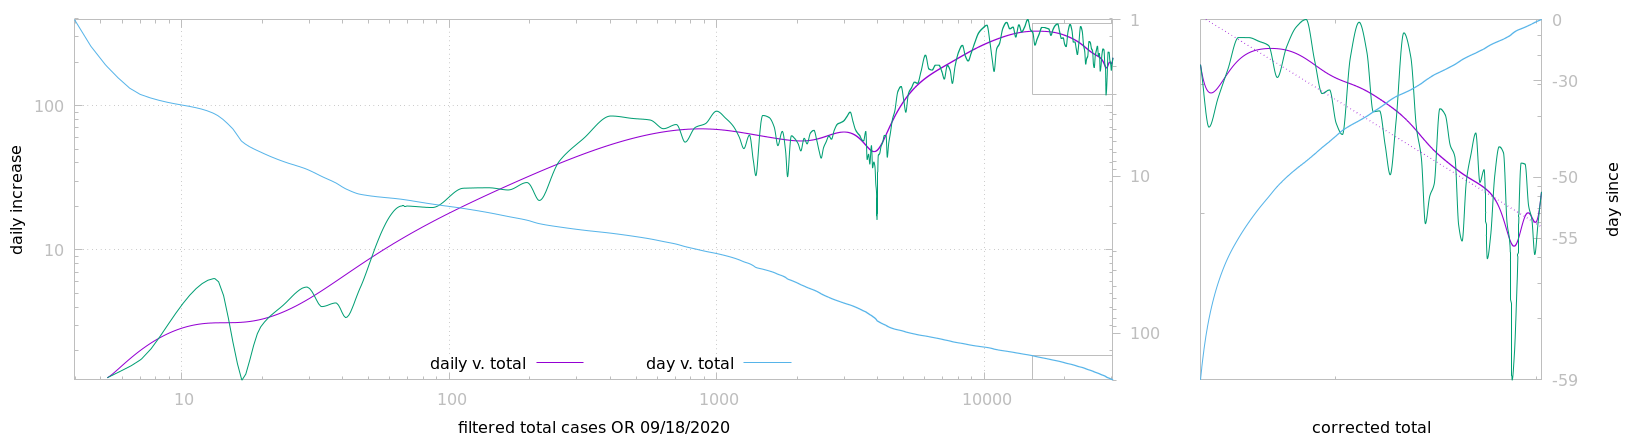 100
10
daily increase
1
10
100
daily v. total
day v. total
10
100
1000
10000
filtered total cases OR 09/18/2020
0
-30
-50
-55
-59
day since
corrected total